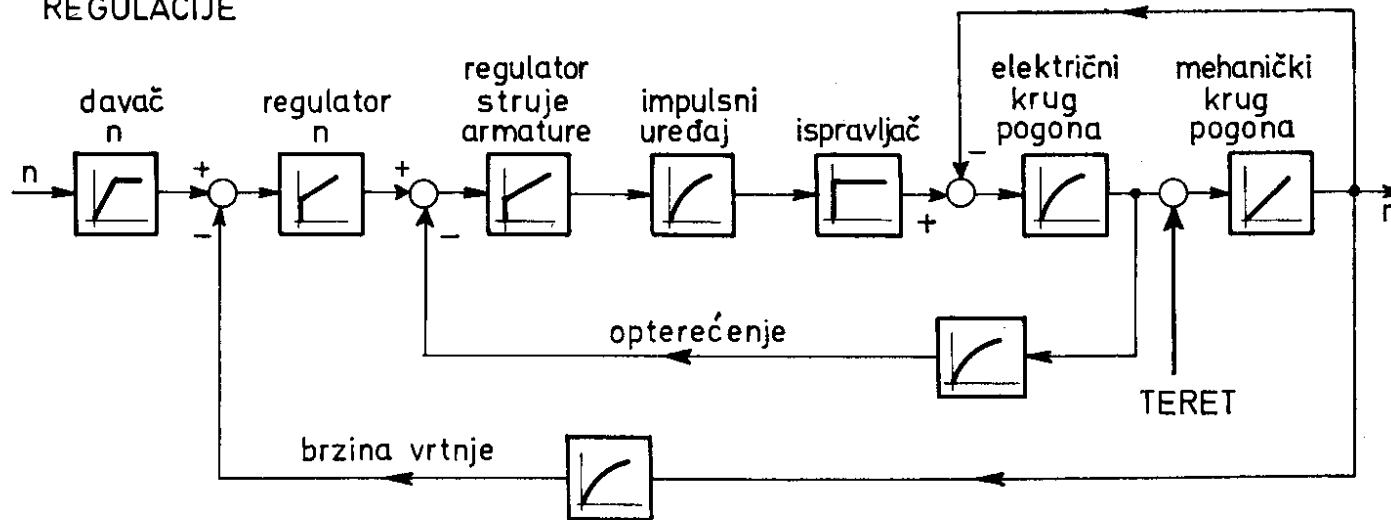 REGULACIJE
davač
n
regulator
n
regulator
struje
armature
impulsni
uređaj
ispravljač
električni
krug
pogona
mehanički
krug
pogona
n
+
-
+
-
+
-
n
opterećenje
TERET
brzina vrtnje